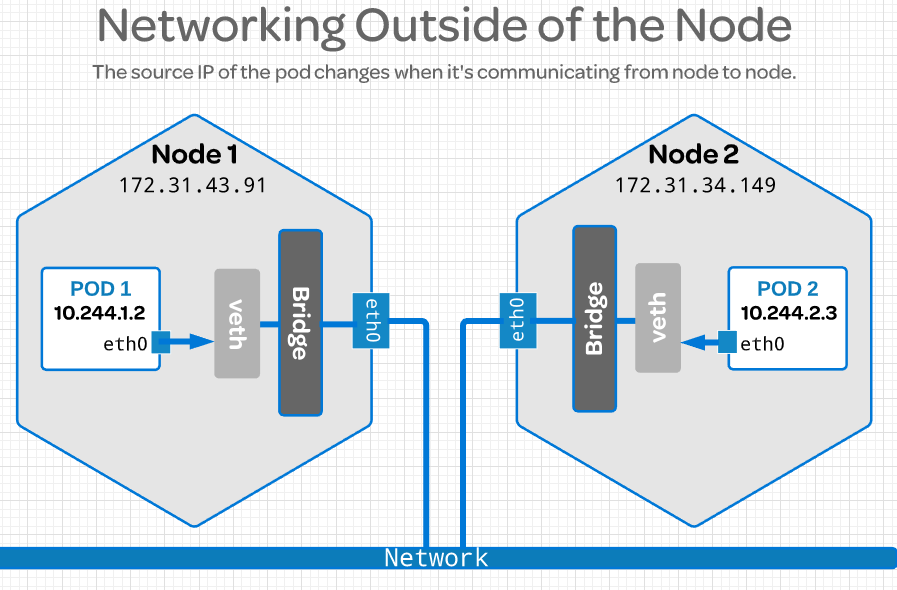 Networking Outside of the Node
The source IP of the pod changes when it's communicating from node to node.
Node 1
172.31.43.91
POD 1
10.244.1.2
eth0
veth
Bridge
eth0
Node 2
172.31.34.149
eth0
Bridge
veth
POD 2
10.244.2.3
eth0
Network